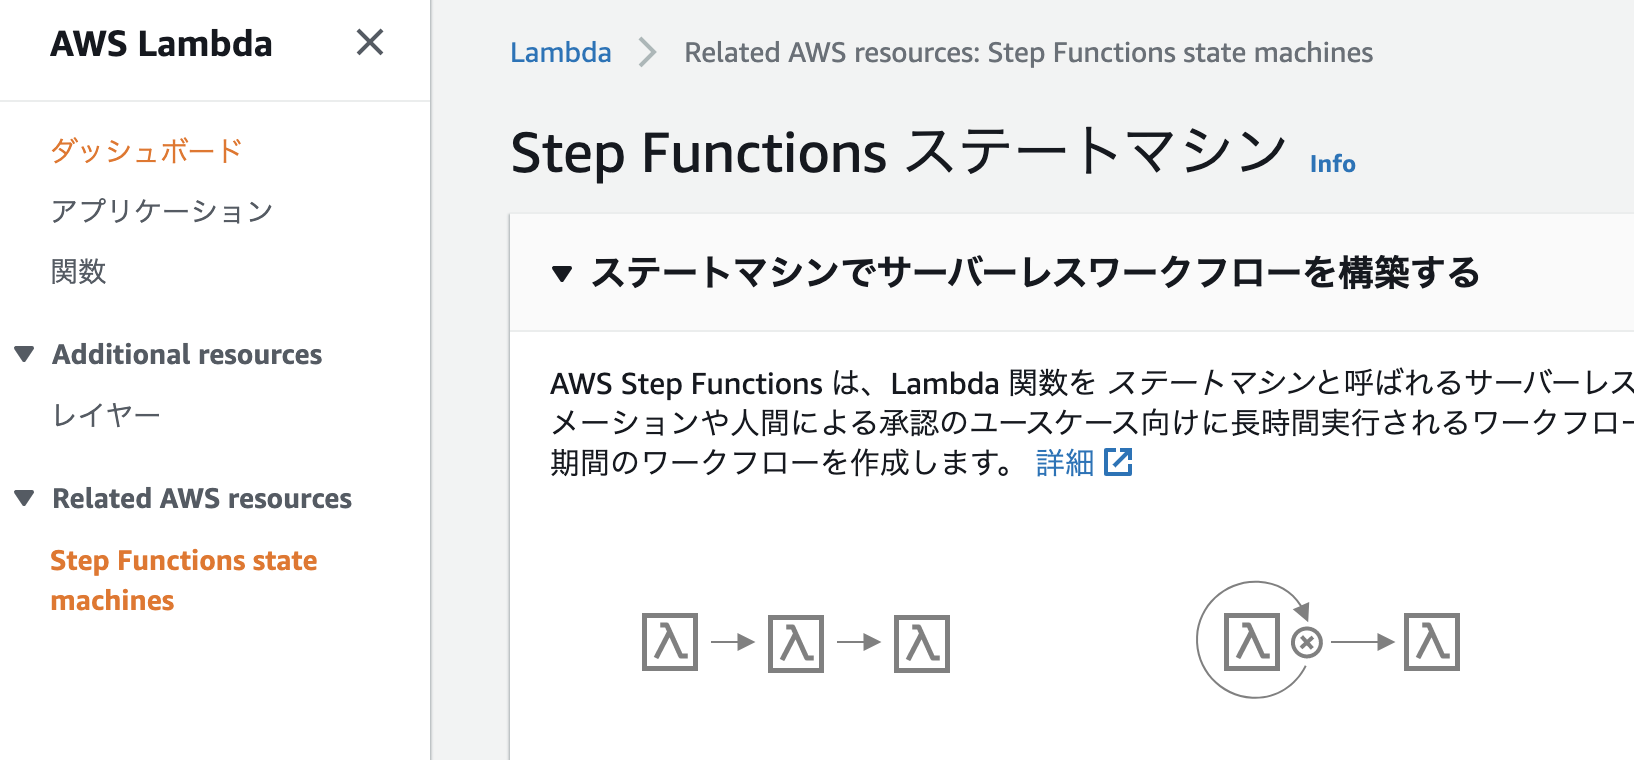 AWS Lambda
ダッシュボード
アプリケーション
関数
Additional resources
レイヤー
Related AWS resources
Step Functions state
machines
Lambda
Related AWS resources: Step Functions state machines
Step Functions ステートマシン Info
ステートマシンでサーバーレスワークフローを構築する
AWS Step Functions は、Lambda 関数を ステートマシンと呼ばれるサーバーレス
メーションや人間による承認のユースケース向けに長時間実行されるワークフロー
期間のワークフローを作成します。 詳細